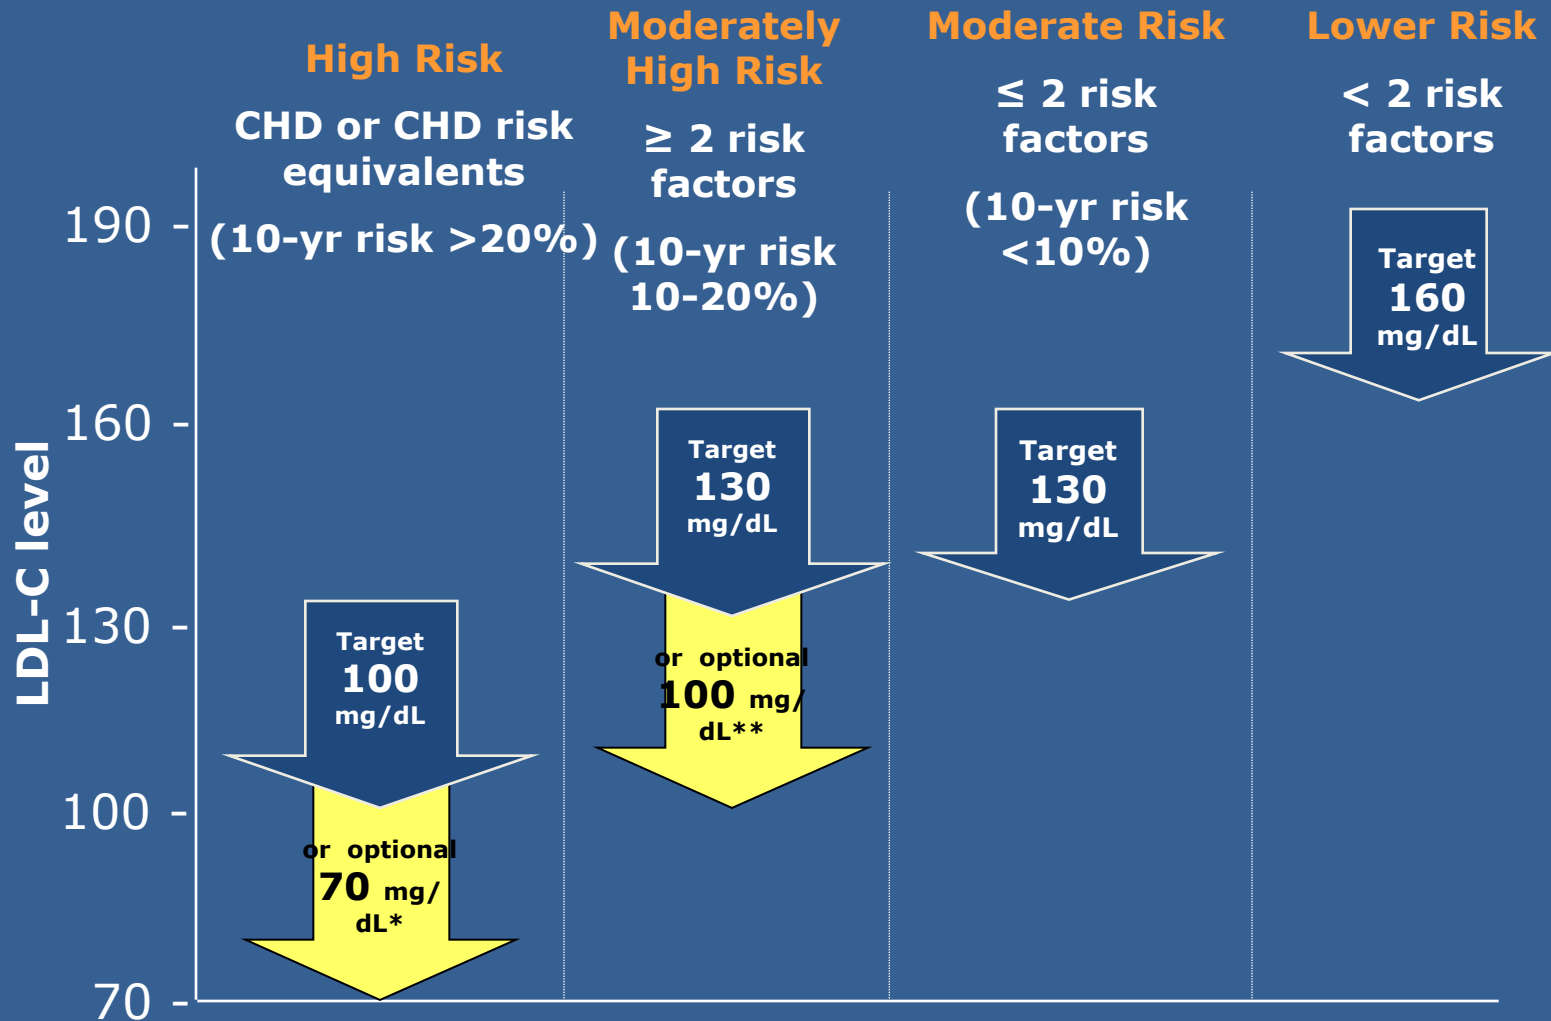 High Risk
CHD or CHD risk
equivalents
(10-yr risk >20%)
Moderately
High Risk
≥ 2 risk
factors
(10-yr risk
10-20%)
Moderate Risk
≤ 2 risk
factors
(10-yr risk
<10%)
Lower Risk
< 2 risk
factors
LDL-C level
190 -
160 -
130 -
100 -
70 -
Target
100
mg/dL
or optional
70 mg/
dL*
Target
130
mg/dL
or optional
100 mg/
dL**
Target
130
mg/dL
Target
160
mg/dL